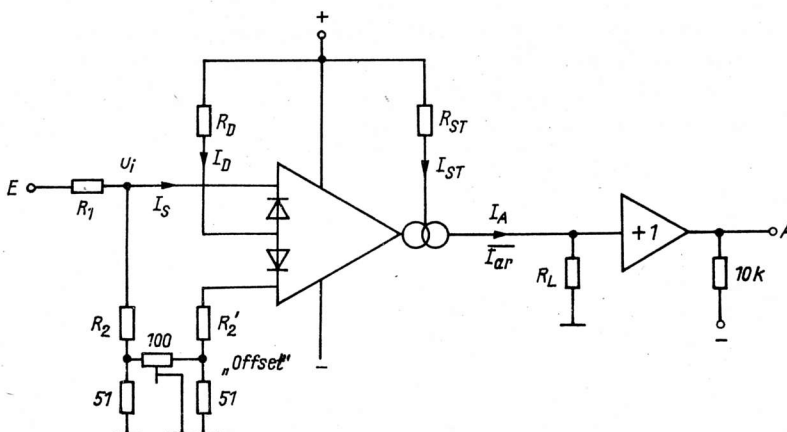 +
R_D
R_ST
I_D
I_ST
E
R_1
u_i
I_S
I_A
I_ar
+1
A
R_L
10k
R_2
R_2'
100
„Offset"
51
51
−
−